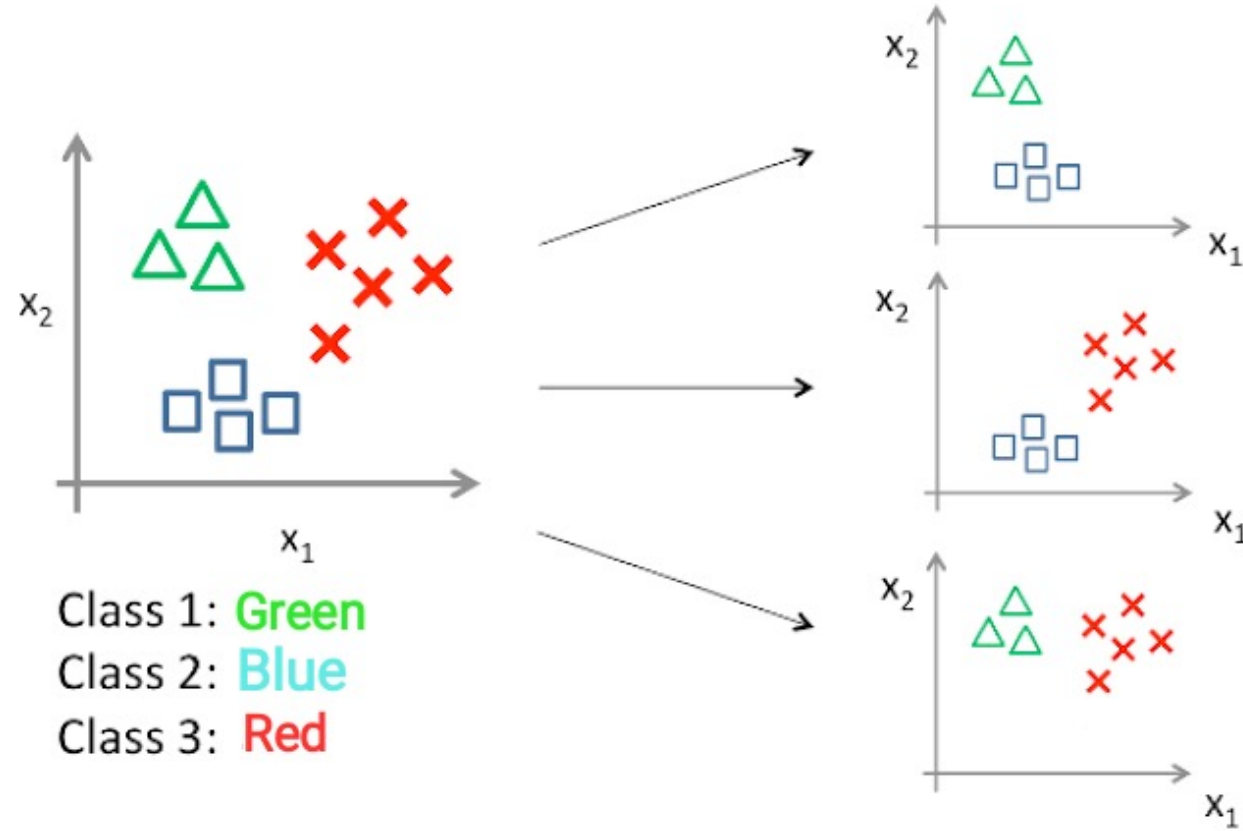 x₂
x₁
Class 1: Green
Class 2: Blue
Class 3: Red
x₂
x₁
x₂
x₁
x₂
x₁